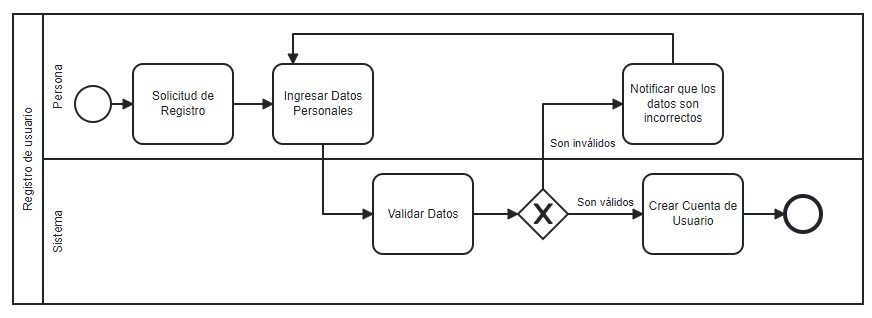 Registro de usuario
Persona
Solicitud de
Registro
Ingresar Datos
Personales
Notificar que los
datos son
incorrectos
Son inválidos
Sistema
Validar Datos
Son válidos
Crear Cuenta de
Usuario